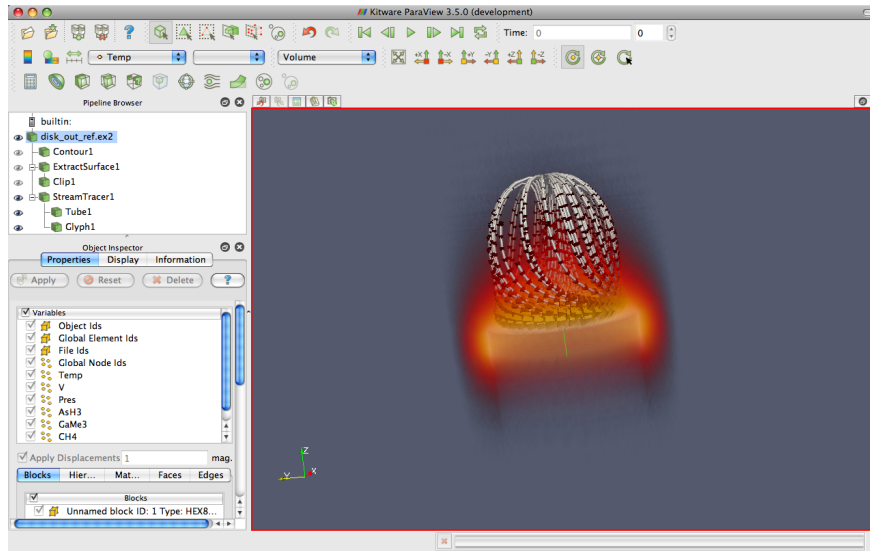 Kitware ParaView 3.5.0 (development)
? Time: 0 0
Temp Volume +X -X +Y -Y +Z -Z
Pipeline Browser
builtin:
disk_out_ref.ex2
Contour1
ExtractSurface1
Clip1
StreamTracer1
Tube1
Glyph1
Object Inspector
Properties Display Information
Apply Reset Delete ?
Variables
Object Ids
Global Element Ids
File Ids
Global Node Ids
Temp
V
Pres
AsH3
GaMe3
CH4
Apply Displacements 1 mag.
Blocks Hier... Mat... Faces Edges
Blocks
Unnamed block ID: 1 Type: HEX8...
Z
Y X